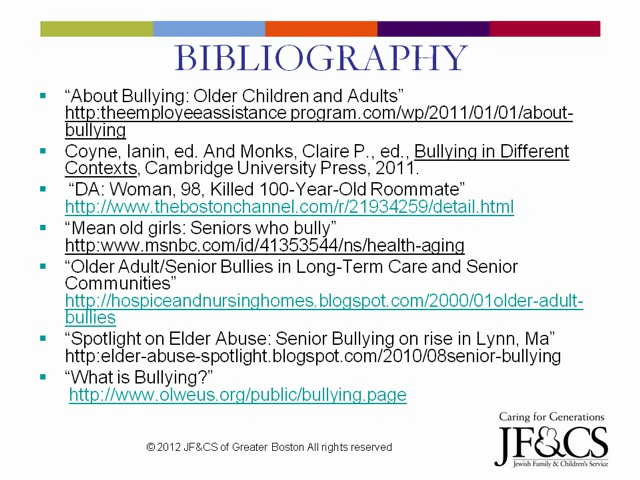 BIBLIOGRAPHY
▪ “About Bullying: Older Children and Adults”
http:theemployeeassistance program.com/wp/2011/01/01/about-
bullying
▪ Coyne, Ianin, ed. And Monks, Claire P., ed., Bullying in Different
Contexts, Cambridge University Press, 2011.
▪ “DA: Woman, 98, Killed 100-Year-Old Roommate”
http://www.thebostonchannel.com/r/21934259/detail.html
▪ “Mean old girls: Seniors who bully”
http:www.msnbc.com/id/41353544/ns/health-aging
▪ “Older Adult/Senior Bullies in Long-Term Care and Senior
Communities”
http://hospiceandnursinghomes.blogspot.com/2000/01older-adult-
bullies
▪ “Spotlight on Elder Abuse: Senior Bullying on rise in Lynn, Ma”
http:elder-abuse-spotlight.blogspot.com/2010/08senior-bullying
▪ “What is Bullying?”
http://www.olweus.org/public/bullying.page
Caring for Generations
JF&CS
Jewish Family & Children's Service
© 2012 JF&CS of Greater Boston All rights reserved